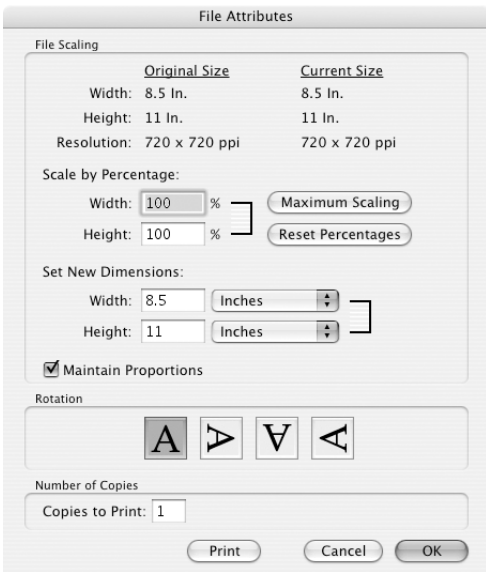 File Attributes
File Scaling
Original Size Current Size
Width: 8.5 In. 8.5 In.
Height: 11 In. 11 In.
Resolution: 720 x 720 ppi 720 x 720 ppi
Scale by Percentage:
Width: 100 % Maximum Scaling
Height: 100 % Reset Percentages
Set New Dimensions:
Width: 8.5 Inches
Height: 11 Inches
Maintain Proportions
Rotation
A A A A
Number of Copies
Copies to Print: 1
Print Cancel OK